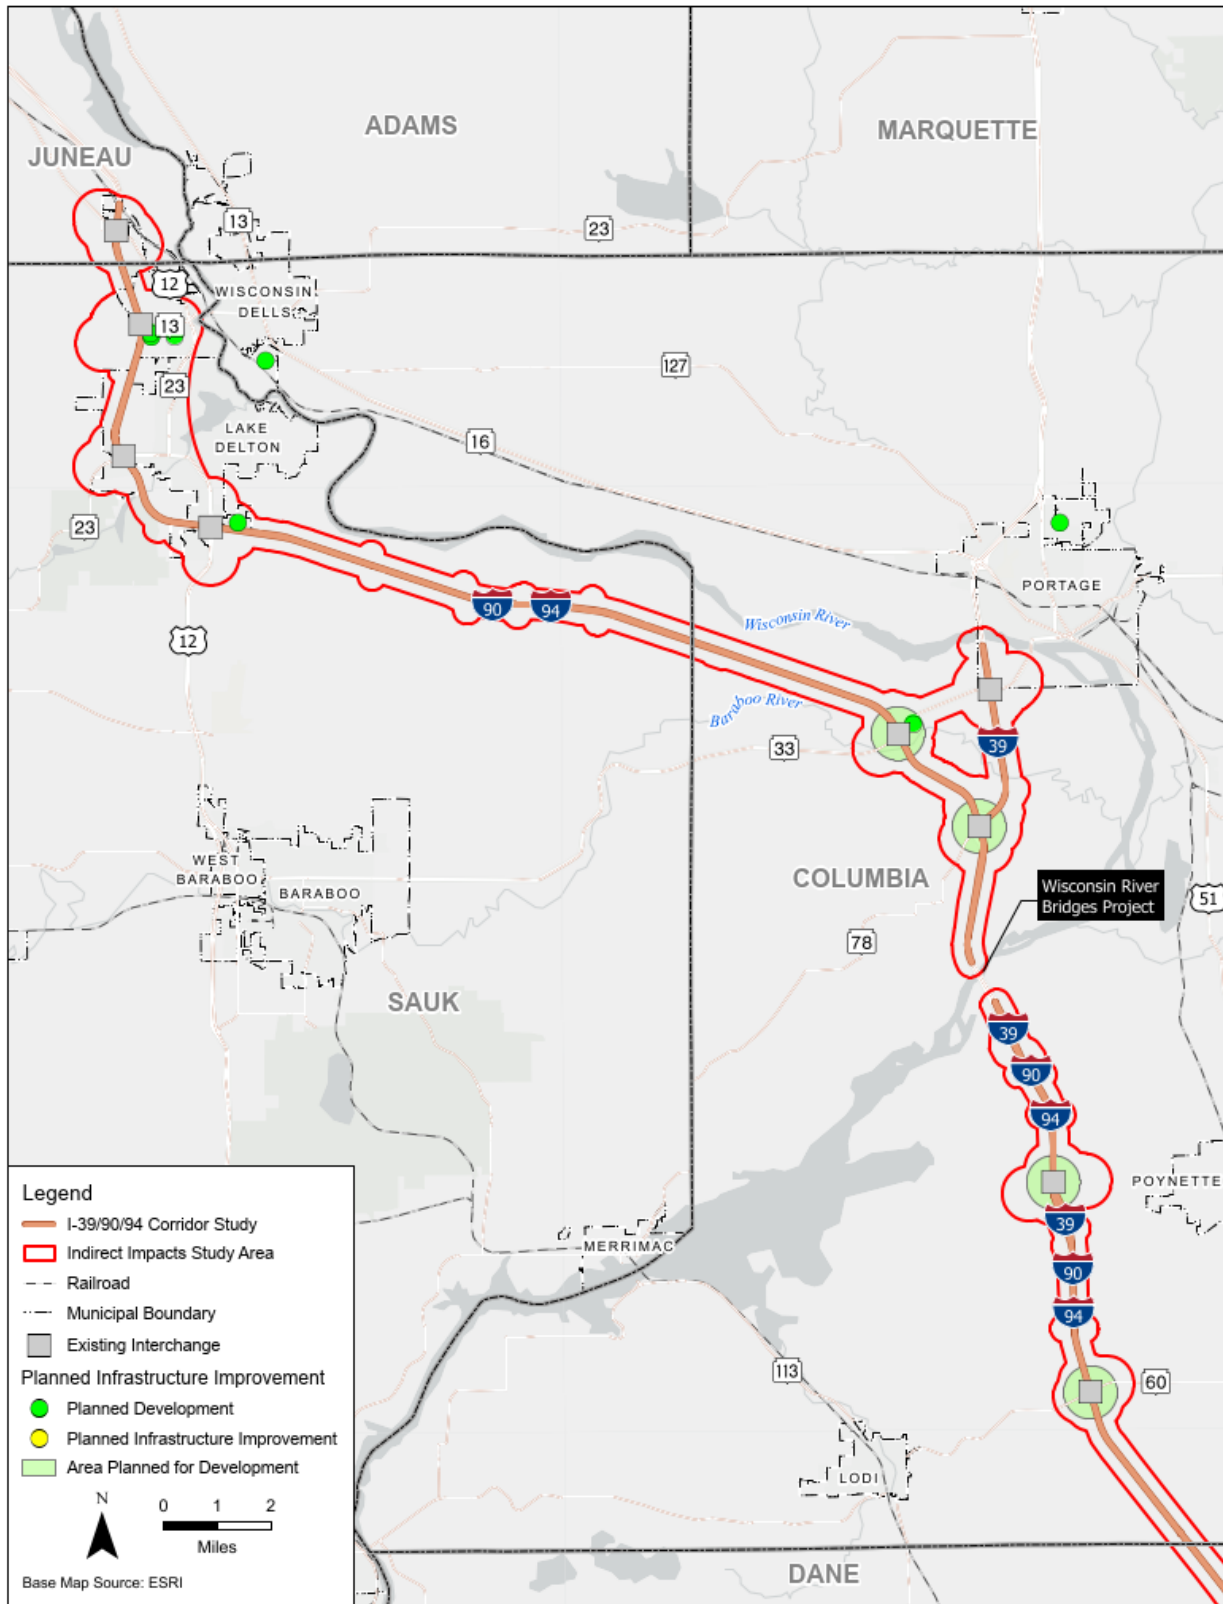 ADAMS
MARQUETTE
JUNEAU
13
23
12
WISCONSIN
DELLS
13
127
23
LAKE
DELTON
16
23
PORTAGE
90
94
Wisconsin River
12
Baraboo River
33
39
WEST
BARABOO
BARABOO
COLUMBIA
Wisconsin River
Bridges Project
51
78
SAUK
39
90
94
POYNETTE
39
MERRIMAC
90
94
113
60
LODI
DANE
Legend
I-39/90/94 Corridor Study
Indirect Impacts Study Area
Railroad
Municipal Boundary
Existing Interchange
Planned Infrastructure Improvement
Planned Development
Planned Infrastructure Improvement
Area Planned for Development
N
0 1 2
Miles
Base Map Source: ESRI